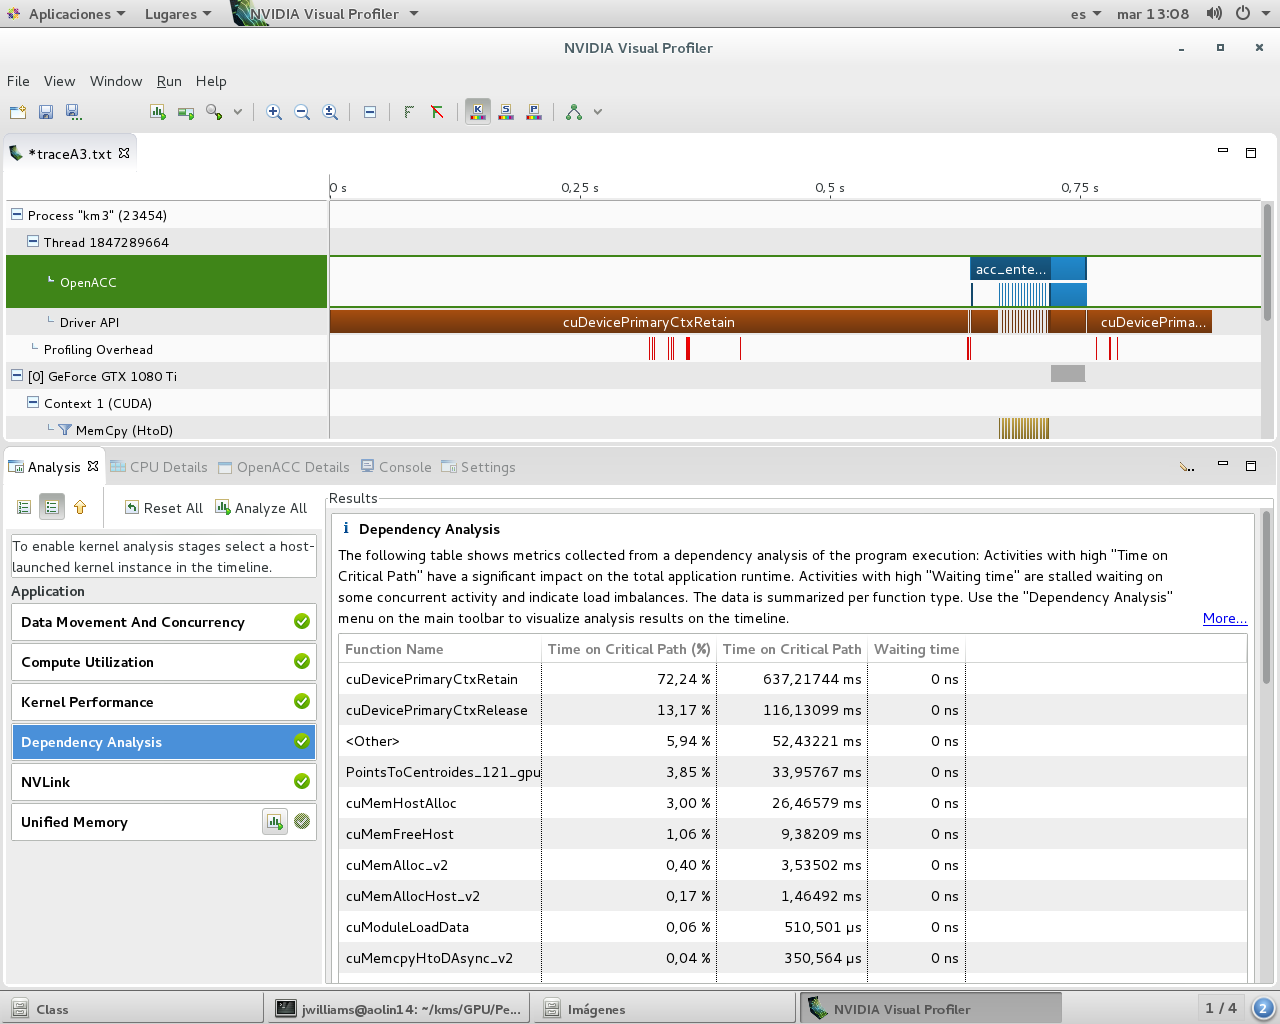 Aplicaciones Lugares NVIDIA Visual Profiler es mar 13:08
NVIDIA Visual Profiler
File View Window Run Help
K S P
*traceA3.txt
0 s 0,25 s 0,5 s 0,75 s
Process "km3" (23454)
Thread 1847289664
OpenACC acc_ente...
Driver API cuDevicePrimaryCtxRetain cuDevicePrima...
Profiling Overhead
[0] GeForce GTX 1080 Ti
Context 1 (CUDA)
MemCpy (HtoD)
Analysis CPU Details OpenACC Details Console Settings
Reset All Analyze All
To enable kernel analysis stages select a host-
launched kernel instance in the timeline.
Application
Data Movement And Concurrency
Compute Utilization
Kernel Performance
Dependency Analysis
NVLink
Unified Memory
Results
Dependency Analysis
The following table shows metrics collected from a dependency analysis of the program execution: Activities with high "Time on
Critical Path" have a significant impact on the total application runtime. Activities with high "Waiting time" are stalled waiting on
some concurrent activity and indicate load imbalances. The data is summarized per function type. Use the "Dependency Analysis"
menu on the main toolbar to visualize analysis results on the timeline. More...
Function Name Time on Critical Path (%) Time on Critical Path Waiting time
cuDevicePrimaryCtxRetain 72,24 % 637,21744 ms 0 ns
cuDevicePrimaryCtxRelease 13,17 % 116,13099 ms 0 ns
<Other> 5,94 % 52,43221 ms 0 ns
PointsToCentroides_121_gpu 3,85 % 33,95767 ms 0 ns
cuMemHostAlloc 3,00 % 26,46579 ms 0 ns
cuMemFreeHost 1,06 % 9,38209 ms 0 ns
cuMemAlloc_v2 0,40 % 3,53502 ms 0 ns
cuMemAllocHost_v2 0,17 % 1,46492 ms 0 ns
cuModuleLoadData 0,06 % 510,501 µs 0 ns
cuMemcpyHtoDAsync_v2 0,04 % 350,564 µs 0 ns
Class jwilliams@aolin14: ~/kms/GPU/Pe... Imágenes NVIDIA Visual Profiler 1 / 4 2